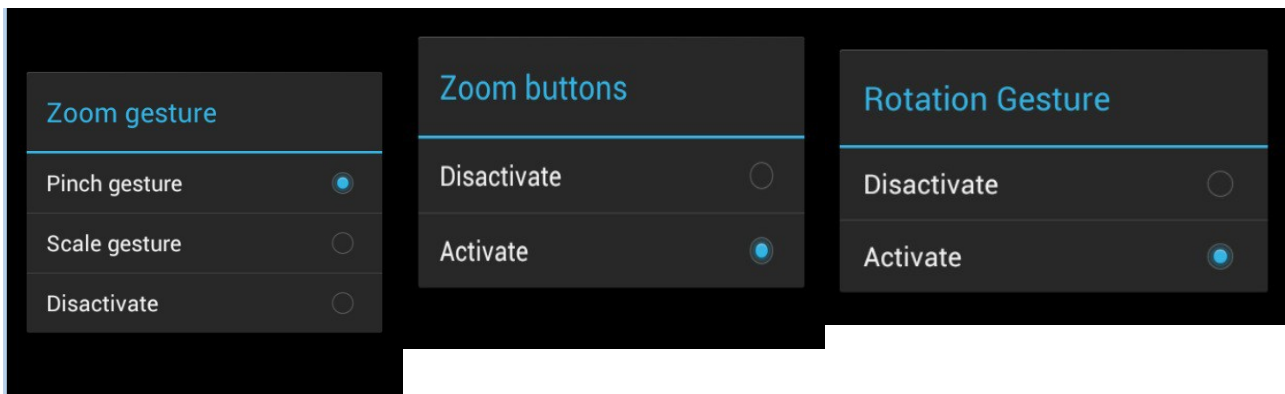 Zoom gesture
Pinch gesture
Scale gesture
Disactivate
Zoom buttons
Disactivate
Activate
Rotation Gesture
Disactivate
Activate